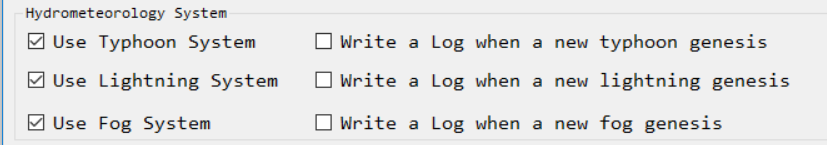 Hydrometeorology System
Use Typhoon System Write a Log when a new typhoon genesis
Use Lightning System Write a Log when a new lightning genesis
Use Fog System Write a Log when a new fog genesis